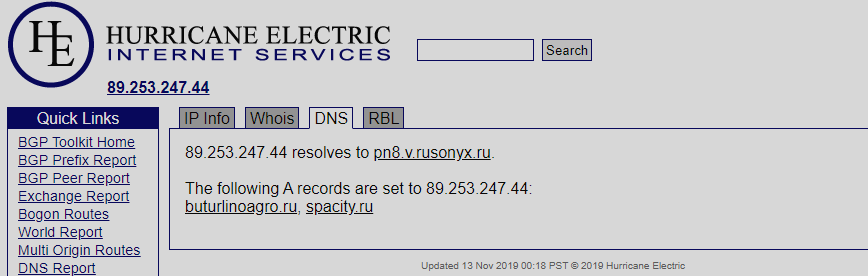 HE
HURRICANE ELECTRIC
INTERNET SERVICES
Search
89.253.247.44
Quick Links
BGP Toolkit Home
BGP Prefix Report
BGP Peer Report
Exchange Report
Bogon Routes
World Report
Multi Origin Routes
DNS Report
IP Info Whois DNS RBL
89.253.247.44 resolves to pn8.v.rusonyx.ru.
The following A records are set to 89.253.247.44:
buturlinoagro.ru, spacity.ru
Updated 13 Nov 2019 00:18 PST © 2019 Hurricane Electric